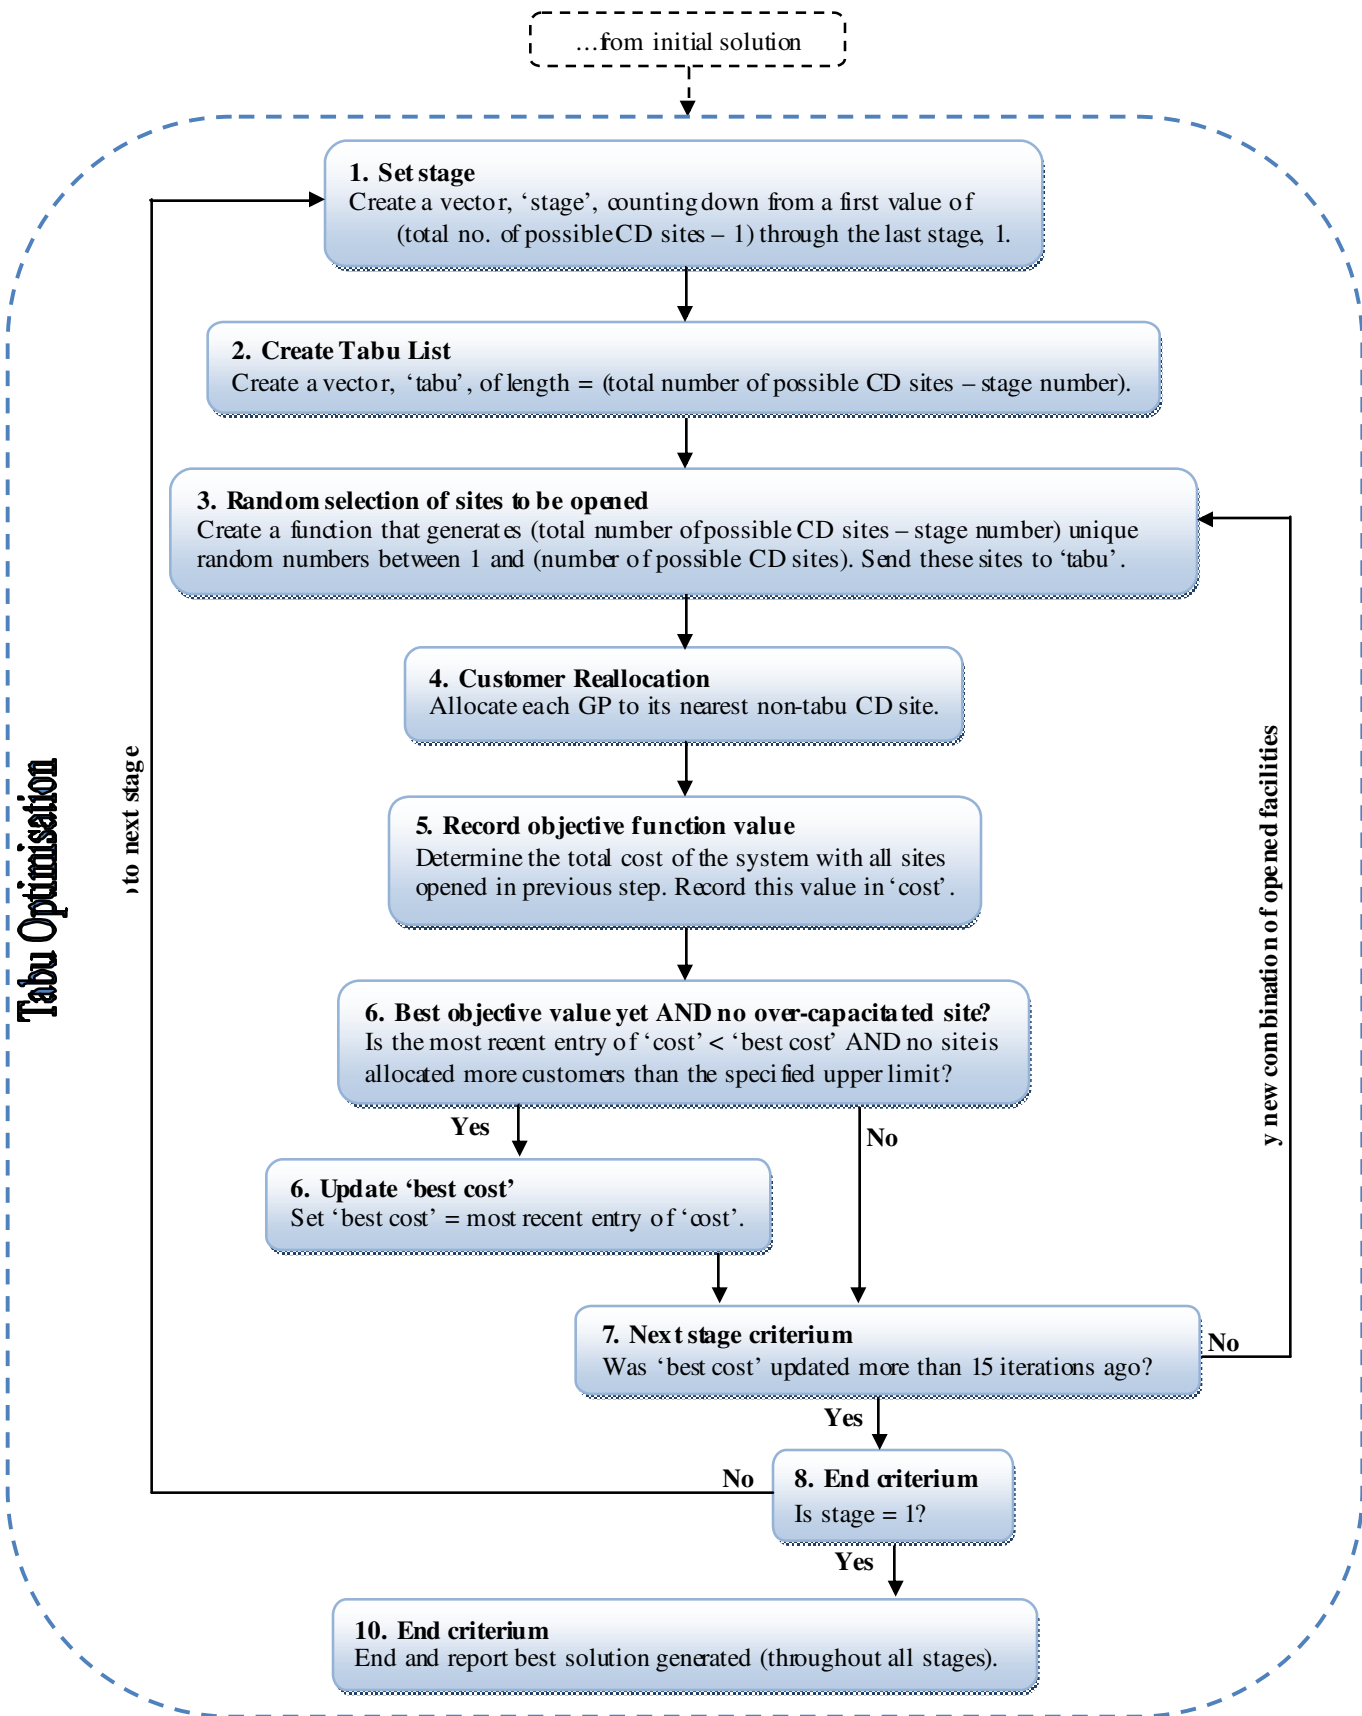 …from initial solution
1. Set stage
Create a vector, ‘stage’, counting down from a first value of
(total no. of possible CD sites – 1) through the last stage, 1.
2. Create Tabu List
Create a vector, ‘tabu’, of length = (total number of possible CD sites – stage number).
3. Random selection of sites to be opened
Create a function that generates (total number of possible CD sites – stage number) unique
random numbers between 1 and (number of possible CD sites). Send these sites to ‘tabu’.
4. Customer Reallocation
Allocate each GP to its nearest non-tabu CD site.
to next stage
y new combination of opened facilities
Tabu Optimisation
5. Record objective function value
Determine the total cost of the system with all sites
opened in previous step. Record this value in ‘cost’.
6. Best objective value yet AND no over-capacitated site?
Is the most recent entry of ‘cost’ < ‘best cost’ AND no site is
allocated more customers than the specified upper limit?
Yes
No
6. Update ‘best cost’
Set ‘best cost’ = most recent entry of ‘cost’.
7. Next stage criterium
Was ‘best cost’ updated more than 15 iterations ago?
No
Yes
No
8. End criterium
Is stage = 1?
Yes
10. End criterium
End and report best solution generated (throughout all stages).